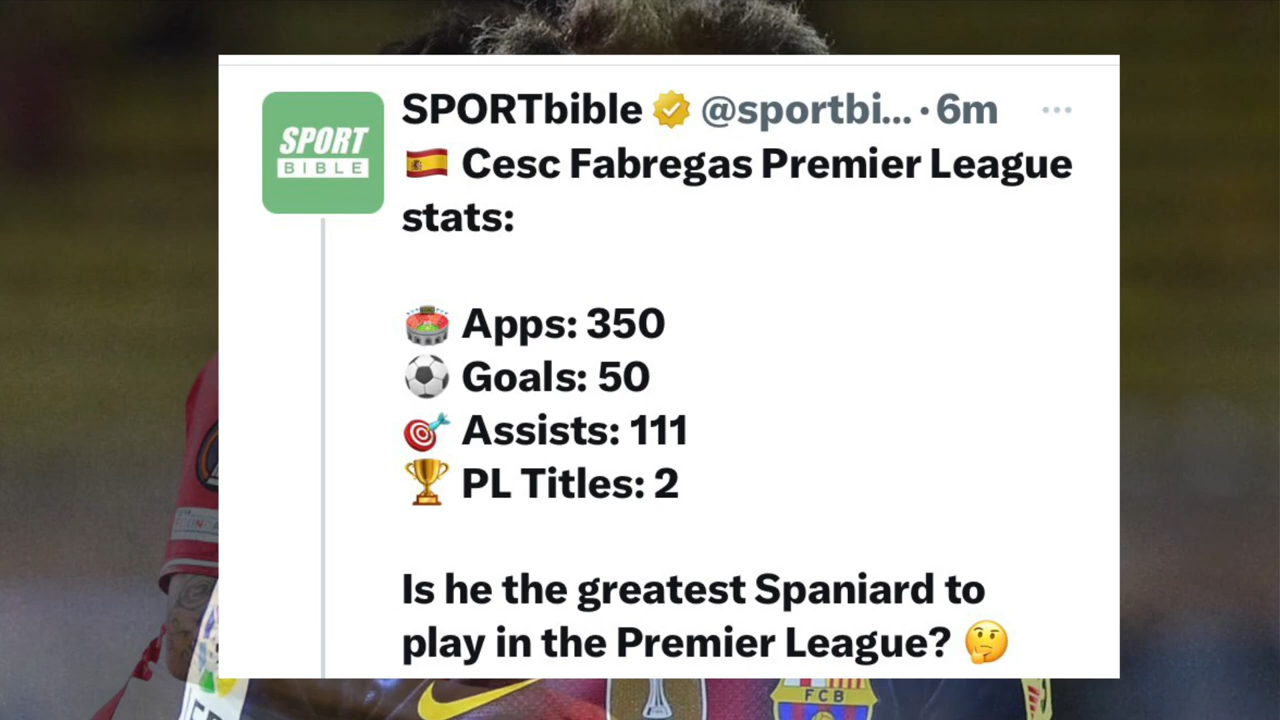 SPORT
BIBLE
SPORTbible @sportbi... · 6m
Cesc Fabregas Premier League
stats:
Apps: 350
Goals: 50
Assists: 111
PL Titles: 2
Is he the greatest Spaniard to
play in the Premier League? 🤔
FCB